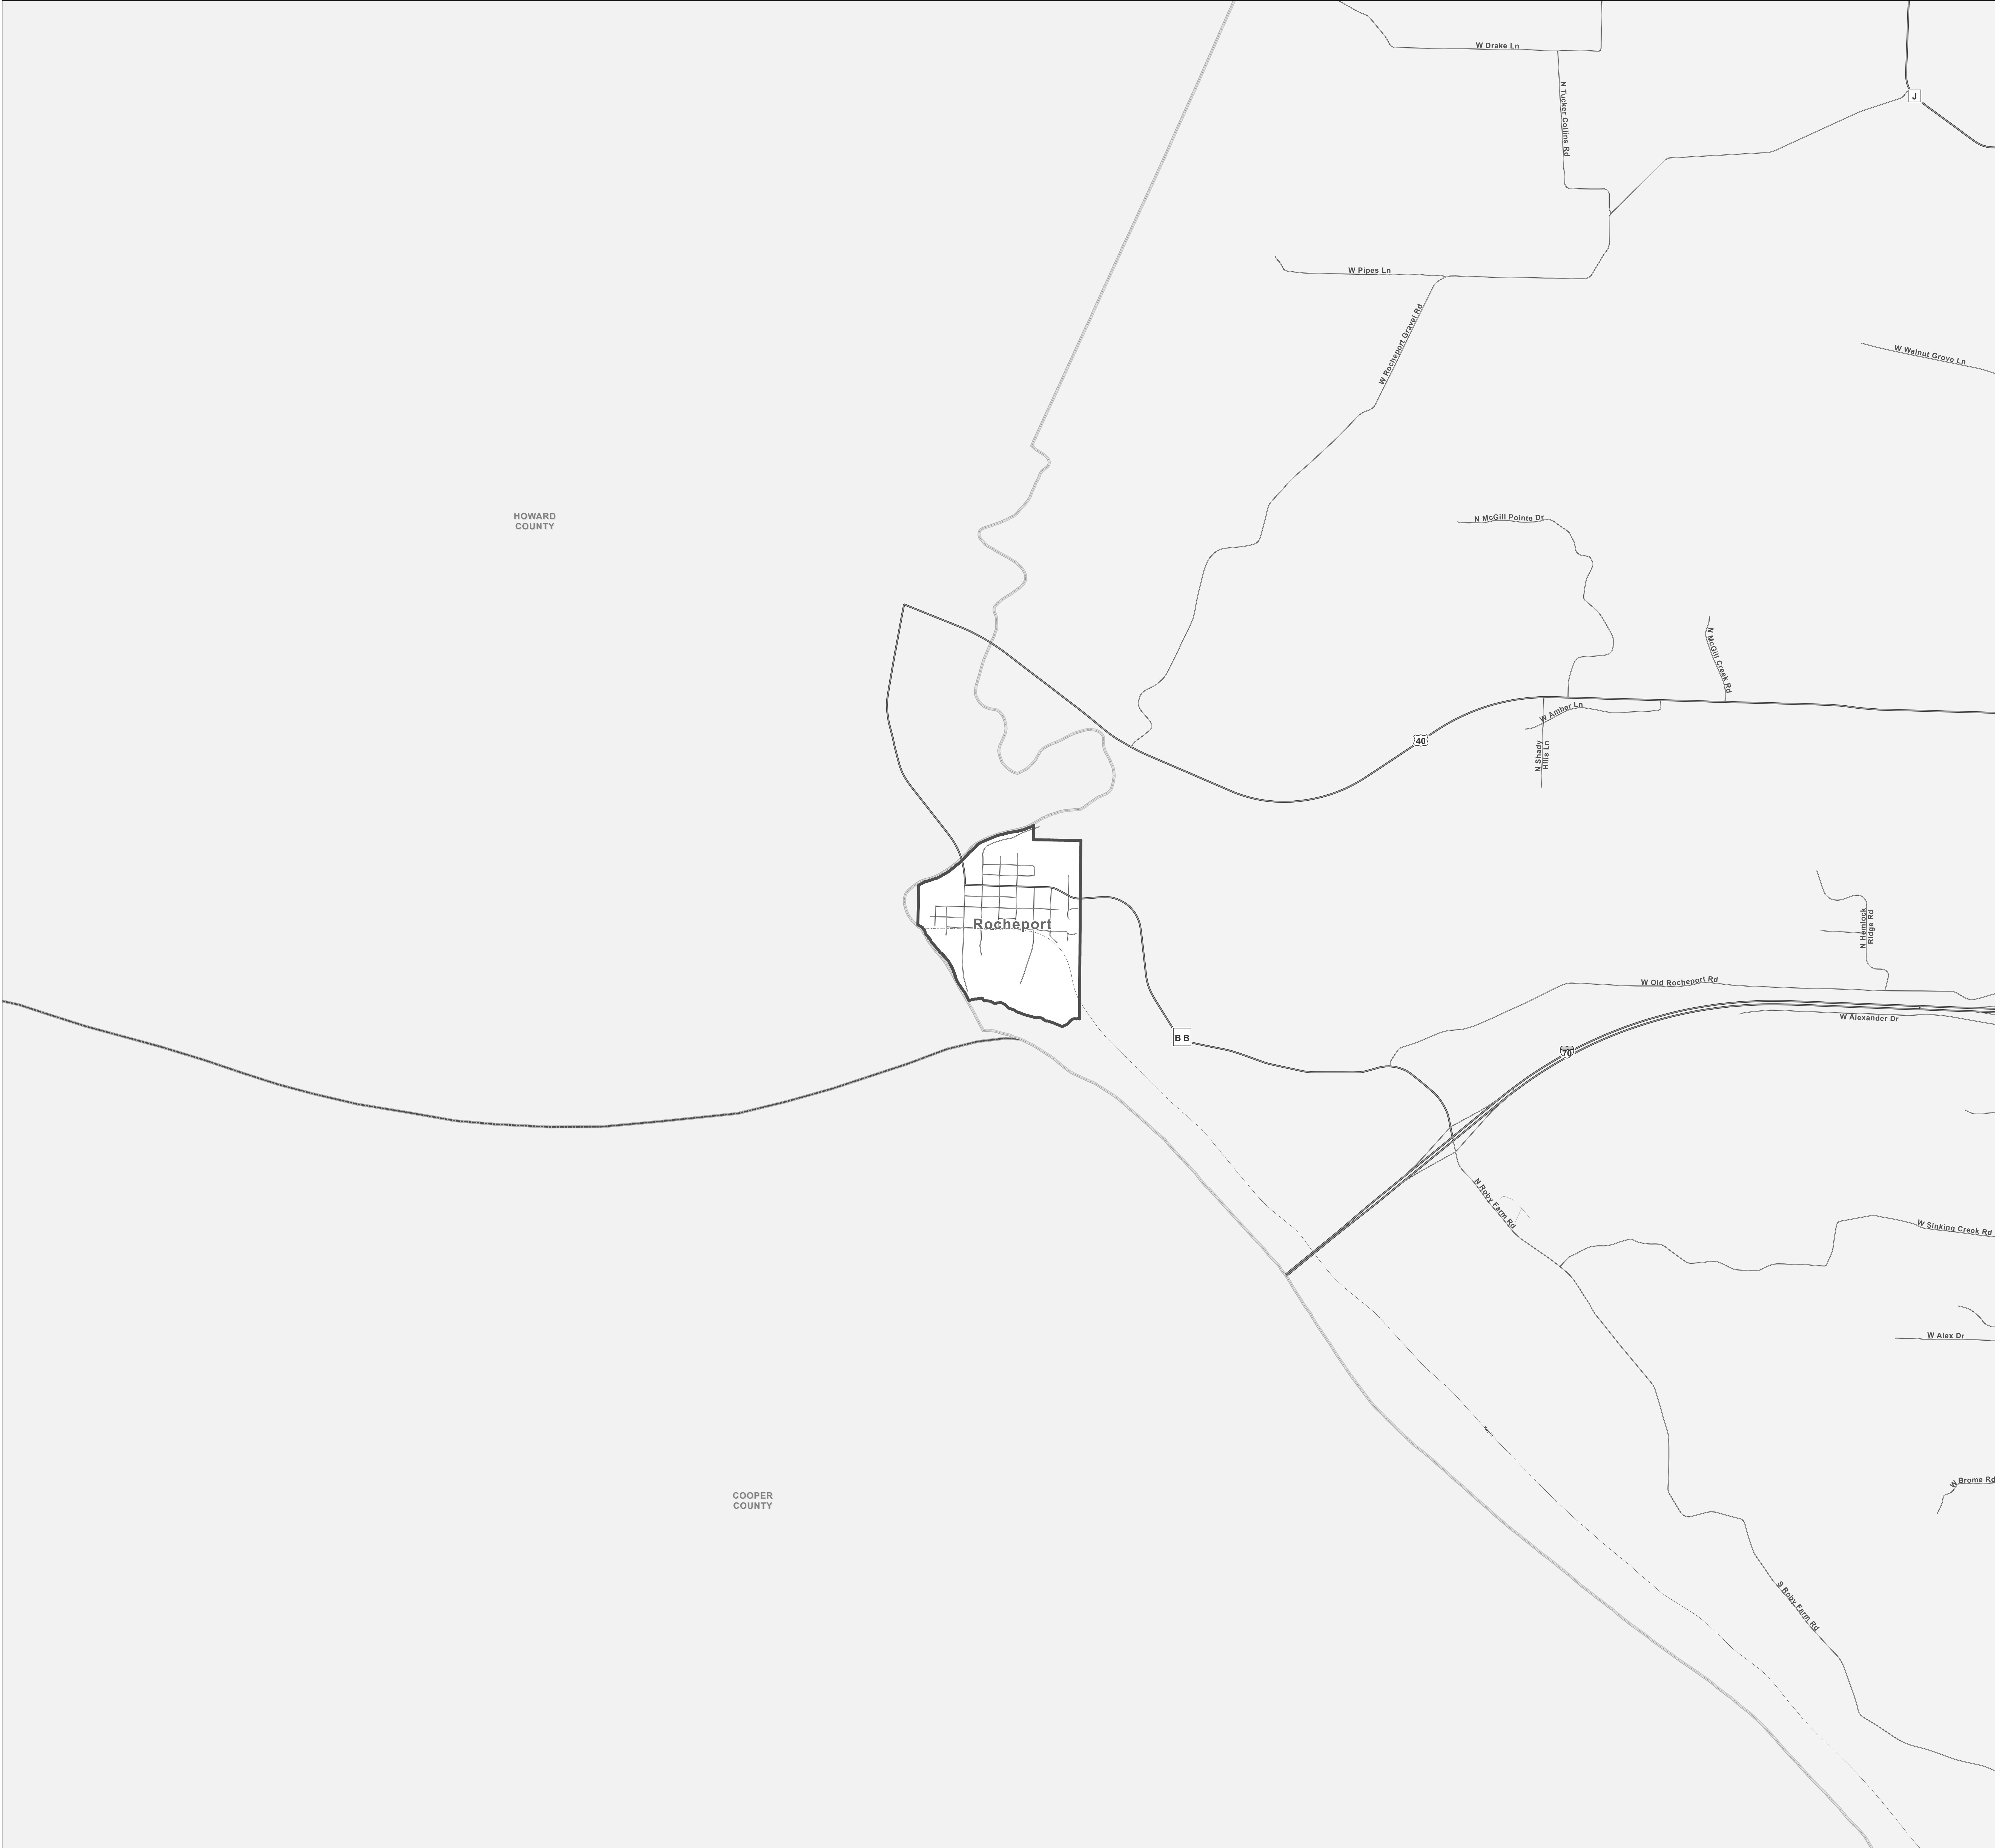 W Drake Ln
N Tucker Collins Rd
J
W Pipes Ln
W Rocheport Gravel Rd
W Walnut Grove Ln
HOWARD
COUNTY
N McGill Pointe Dr
N McGill Creek Rd
W Amber Ln
40
N Shady
Hills Ln
Rocheport
N Hemlock
Ridge Rd
W Old Rocheport Rd
W Alexander Dr
BB
70
N Roby Farm Rd
W Sinking Creek Rd
W Alex Dr
COOPER
COUNTY
W Brome Rd
S Roby Farm Rd